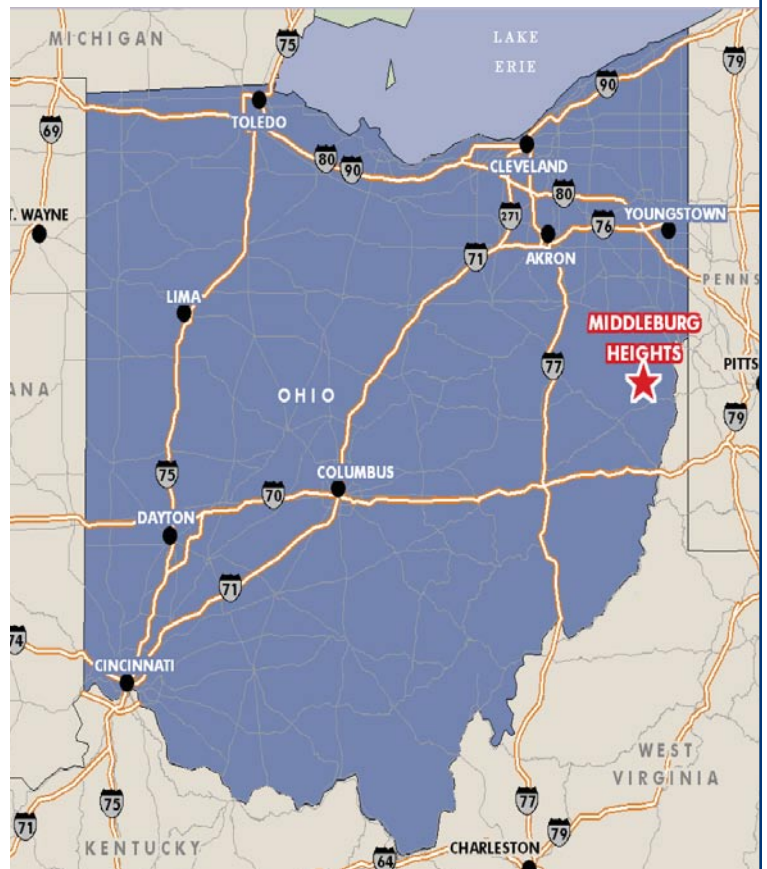 MICHIGAN
75
LAKE
ERIE
79
90
69
TOLEDO
80
90
CLEVELAND
80
T. WAYNE
271
76
YOUNGSTOWN
71
AKRON
PENNS
LIMA
MIDDLEBURG
HEIGHTS
77
PITTS
ANA
OHIO
79
75
COLUMBUS
70
DAYTON
71
74
CINCINNATI
WEST
VIRGINIA
75
77
71
79
KENTUCKY
64
CHARLESTON